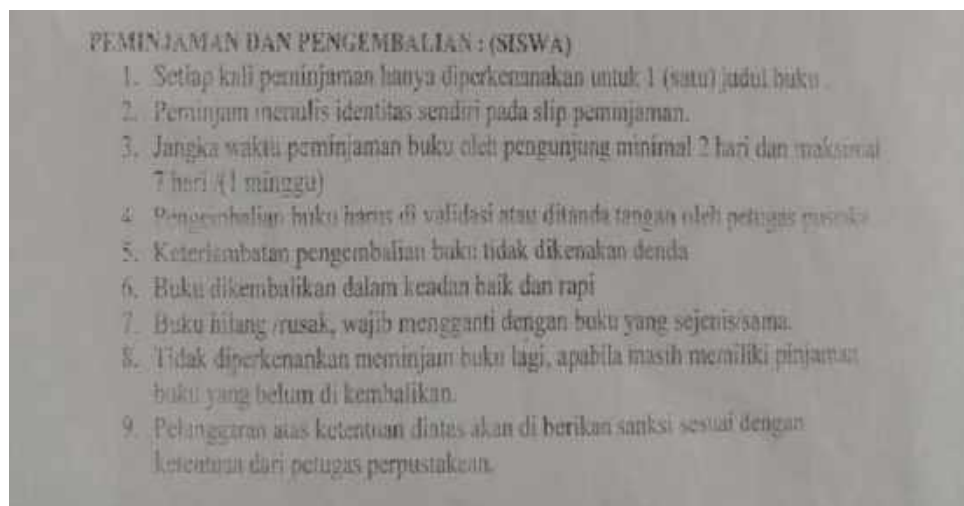 PEMINJAMAN DAN PENGEMBALIAN : (SISWA)
1. Setiap kali peminjaman hanya diperkenanakan untuk 1 (satu) judul buku .
2. Peminjam menulis identitas sendiri pada slip peminjaman.
3. Jangka waktu peminjaman buku oleh pengunjung minimal 2 hari dan maksimal
7 hari /(1 minggu)
4. Pengembalian buku harus di validasi atau ditanda tangan oleh petugas
5. Keterlambatan pengembalian buku tidak dikenakan denda
6. Buku dikembalikan dalam keadan baik dan rapi
7. Buku hilang /rusak, wajib mengganti dengan buku yang sejenis/sama.
8. Tidak diperkenankan meminjam buku lagi, apabila masih memiliki pinjaman
buku yang belum di kembalikan.
9. Pelanggaran atas ketentuan diatas akan di berikan sanksi sesuai dengan
ketentuan dari petugas perpustakean.